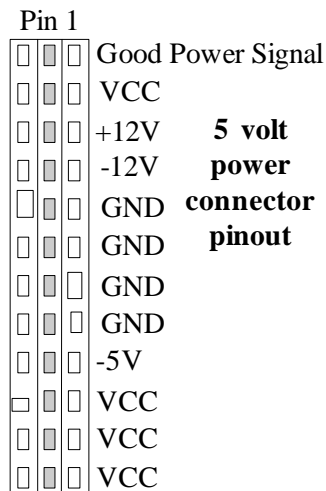 Pin 1
Good Power Signal
VCC
+12V
-12V
GND
GND
GND
GND
-5V
VCC
VCC
VCC
5 volt
power
connector
pinout